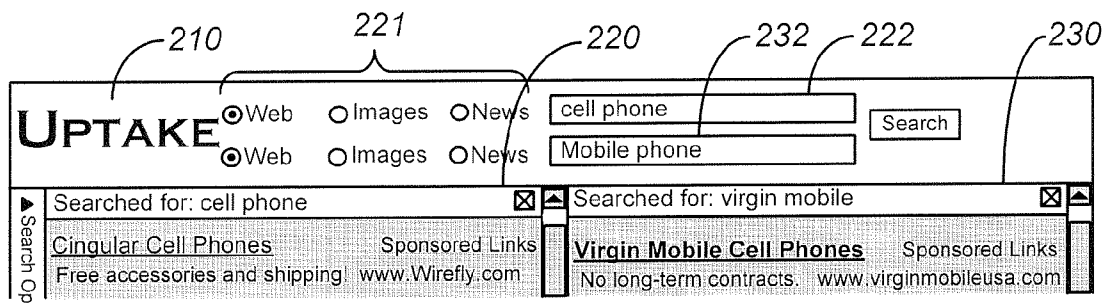 210 221 220 232 222 230
UPTAKE
Web Images News cell phone
Web Images News Mobile phone
Search
Searched for: cell phone
Cingular Cell Phones Sponsored Links
Free accessories and shipping www.Wirefly.com
Searched for: virgin mobile
Virgin Mobile Cell Phones Sponsored Links
No long-term contracts. www.virginmobileusa.com
Search Op